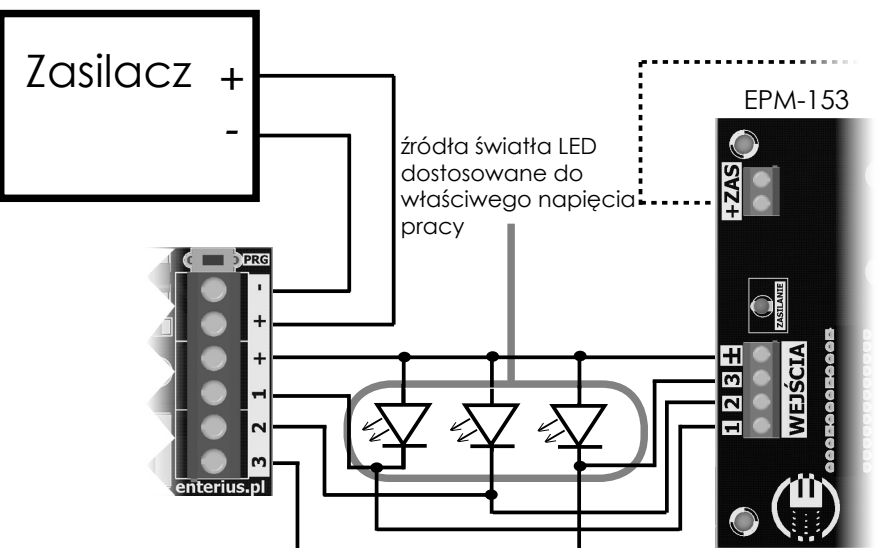 Zasilacz
+
-
EPM-153
źródła światła LED
dostosowane do
właściwego napięcia
pracy
+ZAS
PRG
-
+
+
1
2
3
enterius.pl
ZASILANIE
±
3
2
1
WEJŚCIA